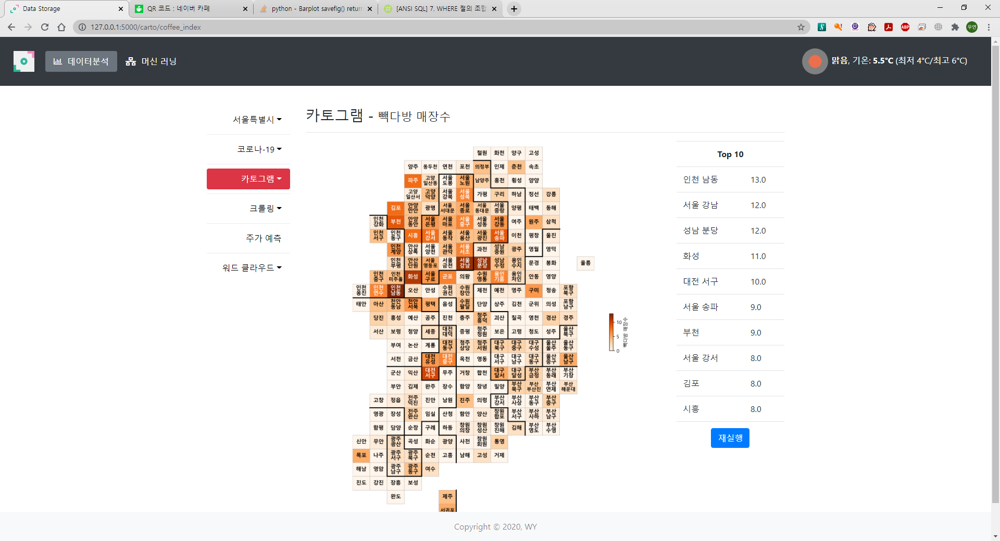 Data Storage
QR 코드 : 네이버 카페
python - Barplot savefig() return
[ANSI SQL] 7. WHERE 절의 조합
127.0.0.1:5000/carto/coffee_index
ABP
우연
데이터분석
머신 러닝
맑음, 기온: 5.5°C (최저 4°C/최고 6°C)
서울특별시
코로나-19
카토그램
크롤링
주가 예측
워드 클라우드
카토그램 - 빽다방 매장수
철원 화천 양구 고성
양주 동두천 연천 포천 의정부 인제 춘천 속초
파주 고양 일산동 서울 도봉 서울 노원 남양주 홍천 횡성 양양
고양 일산서 고양 덕양 서울 강북 서울 성북 가평 구리 하남 정선 강릉
김포 안양 만안 광명 서울 서대문 서울 종로 서울 동대문 서울 중랑 양평 태백 동해
인천 강화 부천 안양 동안 서울 은평 서울 마포 서울 중구 서울 성동 서울 강동 여주 원주 삼척
인천 서구 인천 동구 시흥 서울 강서 서울 동작 서울 용산 서울 광진 서울 송파 이천 평창 울진
인천 계양 안산 상록 서울 양천 서울 관악 서울 서초 과천 성남 중원 광주 영월 영덕
인천 부평 안산 단원 서울 영등포 서울 금천 서울 강남 성남 분당 성남 수정 용인 수지 문경 봉화 울릉
인천 중구 인천 미추홀 화성 서울 구로 군포 의왕 수원 영통 용인 기흥 용인 처인 안동 영양
인천 옹진 인천 연수 인천 남동 오산 안성 수원 권선 수원 장안 제천 예천 영주 구미 청송 포항 북구
태안 아산 천안 동남 천안 서북 평택 음성 수원 팔달 단양 상주 김천 군위 의성 포항 남구
당진 홍성 예산 공주 진천 충주 청주 흥덕 괴산 칠곡 영천 경산 경주
서산 보령 청양 세종 대전 대덕 증평 청주 청원 보은 고령 청도 성주 울산 북구
부여 논산 계룡 대전 동구 청주 상당 청주 서원 대구 북구 대구 중구 대구 수성 울산 울주 울산 동구
서천 금산 대전 유성 대전 중구 옥천 영동 대구 서구 대구 남구 대구 동구 울산 중구 울산 남구
군산 익산 대전 서구 무주 거창 합천 대구 달서 대구 달성 부산 금정 부산 동래 부산 기장
부안 김제 완주 장수 함양 창녕 밀양 부산 북구 부산 부산진 부산 연제 부산 해운대
고창 정읍 전주 덕진 진안 남원 진주 의령 부산 강서 부산 사상 부산 동구 부산 중구
영광 장성 전주 완산 임실 산청 함안 양산 창원 합포 부산 서구 부산 사하 부산 남구
함평 담양 순창 구례 하동 창원 의창 창원 성산 창원 진해 김해 부산 영도 부산 수영
신안 무안 광주 광산 곡성 화순 광양 사천 창원 회원 통영
목포 나주 광주 서구 광주 북구 순천 고흥 남해 고성 거제
해남 영암 광주 남구 광주 동구 여수
진도 강진 장흥 보성
완도 제주
서귀포
10
5
0
빽다방 매장수
Top 10
인천 남동 13.0
서울 강남 12.0
성남 분당 12.0
화성 11.0
대전 서구 10.0
서울 송파 9.0
부천 9.0
서울 강서 8.0
김포 8.0
시흥 8.0
재실행
Copyright © 2020, WY